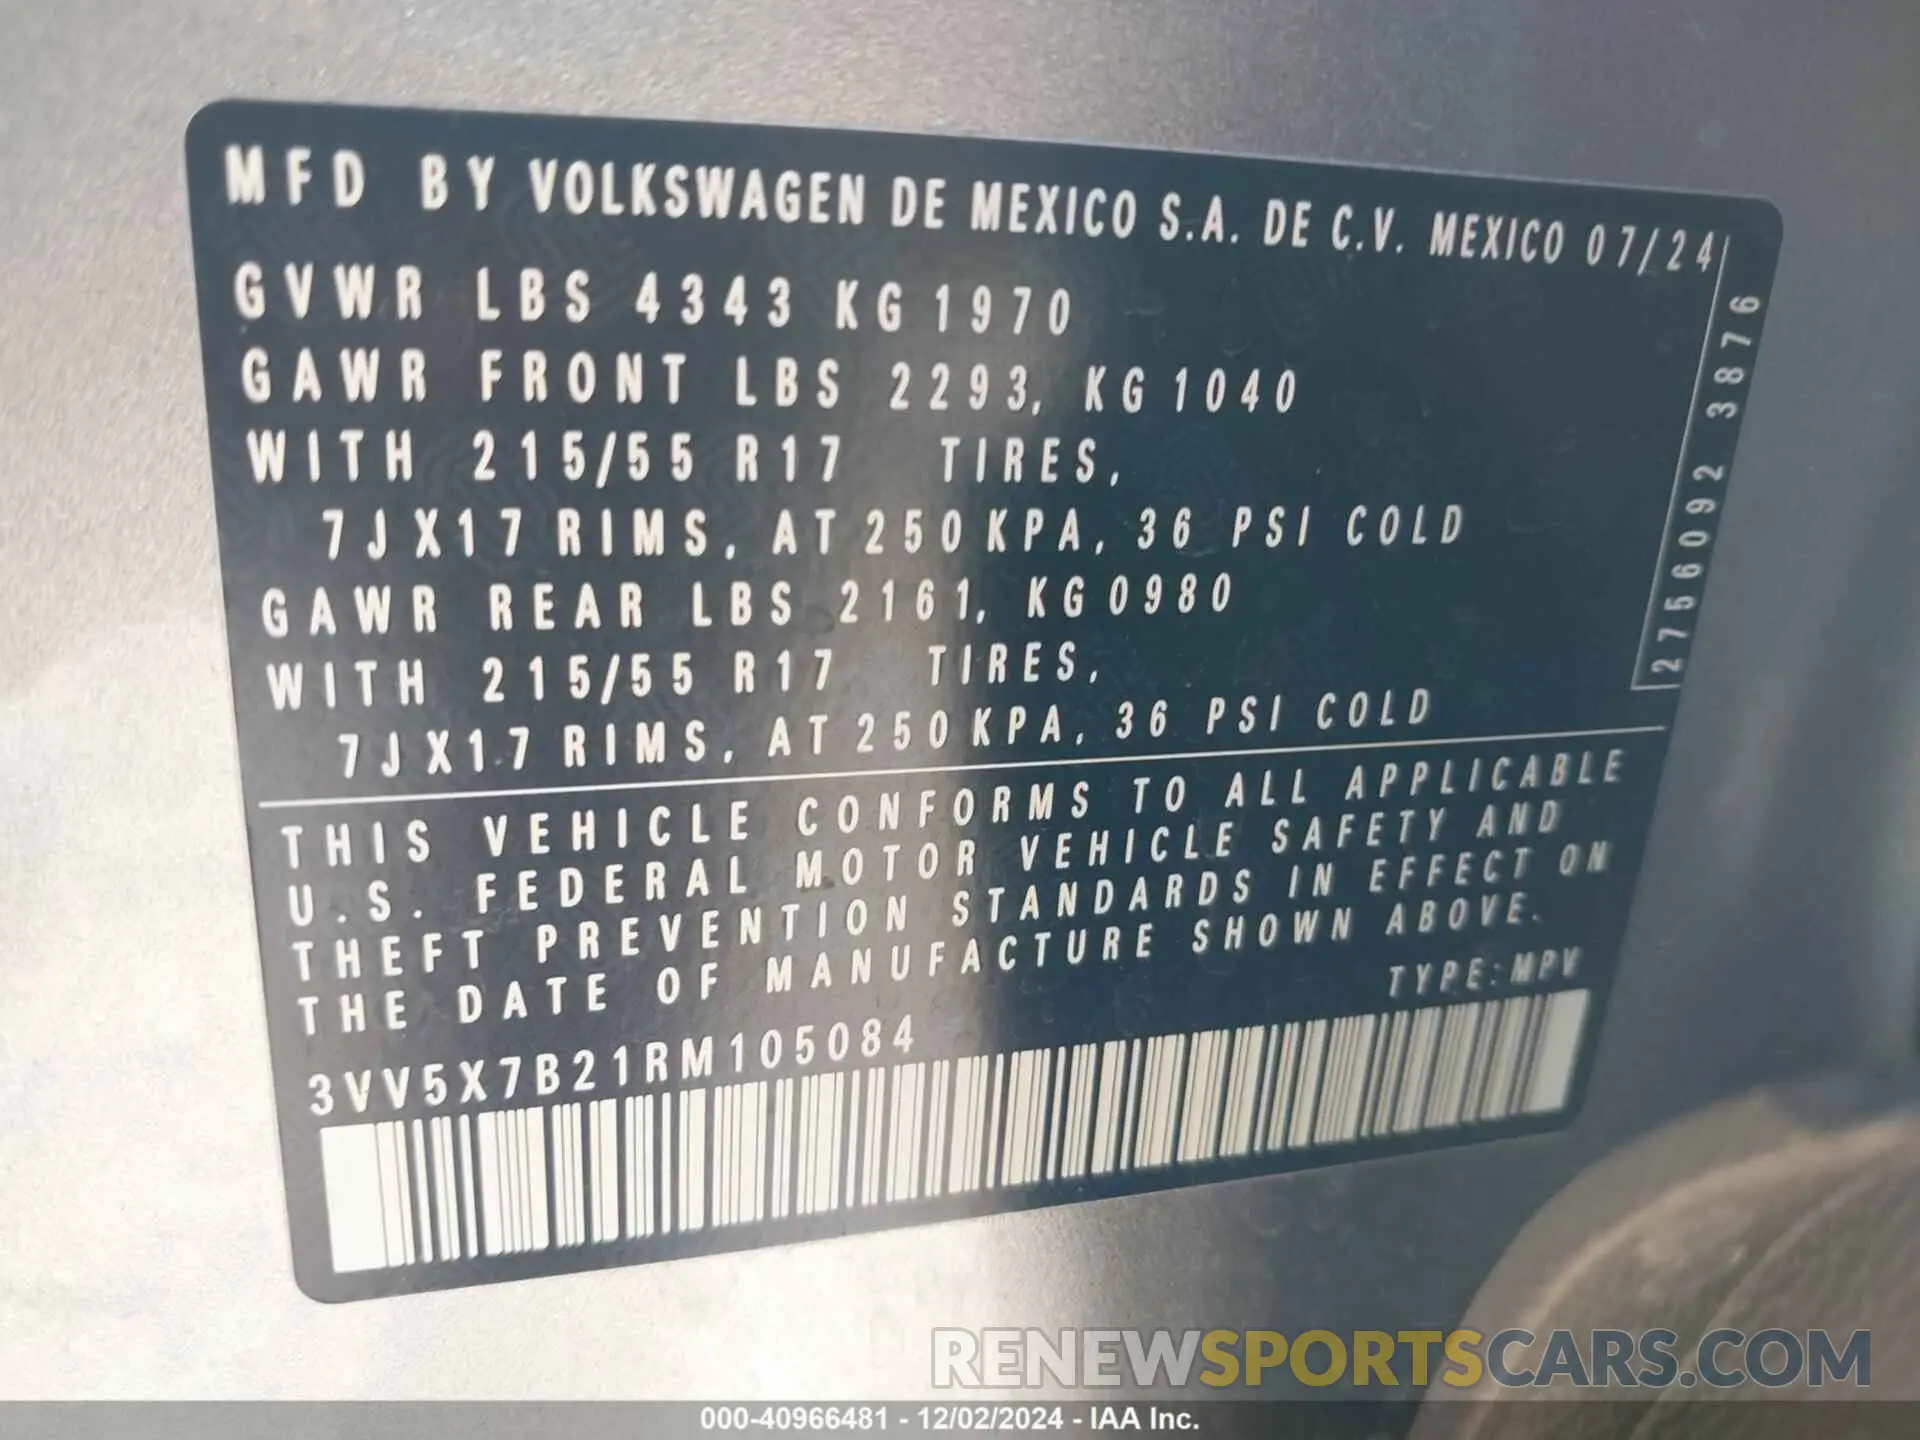 MFD BY VOLKSWAGEN DE MEXICO S.A. DE C.V. MEXICO 07/24
GVWR LBS 4343 KG 1970
GAWR FRONT LBS 2293, KG 1040
WITH 215/55 R17 TIRES,
7JX17 RIMS, AT 250 KPA, 36 PSI COLD
GAWR REAR LBS 2161, KG 0980
WITH 215/55 R17 TIRES,
7JX17 RIMS, AT 250 KPA, 36 PSI COLD
2756092 3876
THIS VEHICLE CONFORMS TO ALL APPLICABLE
U.S. FEDERAL MOTOR VEHICLE SAFETY AND
THEFT PREVENTION STANDARDS IN EFFECT ON
THE DATE OF MANUFACTURE SHOWN ABOVE.
TYPE: MPV
3VV5X7B21RM105084
RENEWSPORTSCARS.COM
000-40966481 - 12/02/2024 - IAA Inc.